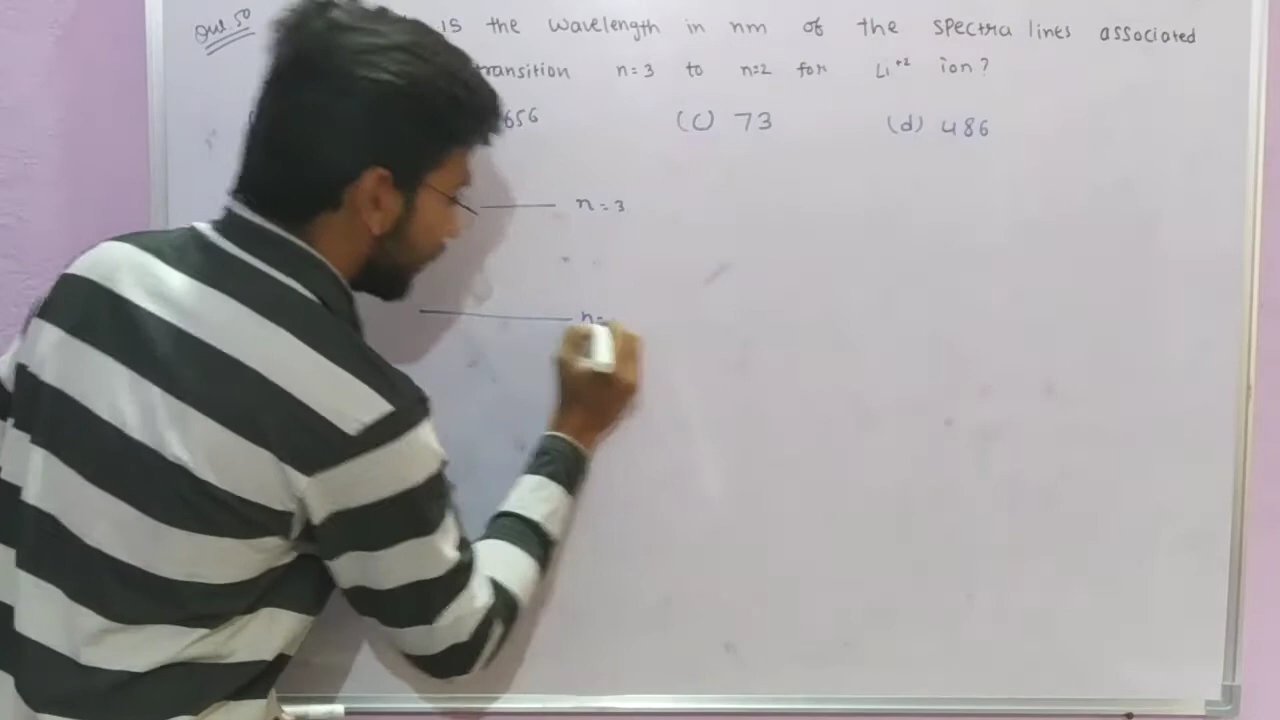 Que.50 is the wavelength in nm of the spectra lines associated
transition n=3 to n=2 for Li+2 ion?
656 (C) 73 (d) 486
n=3
n=